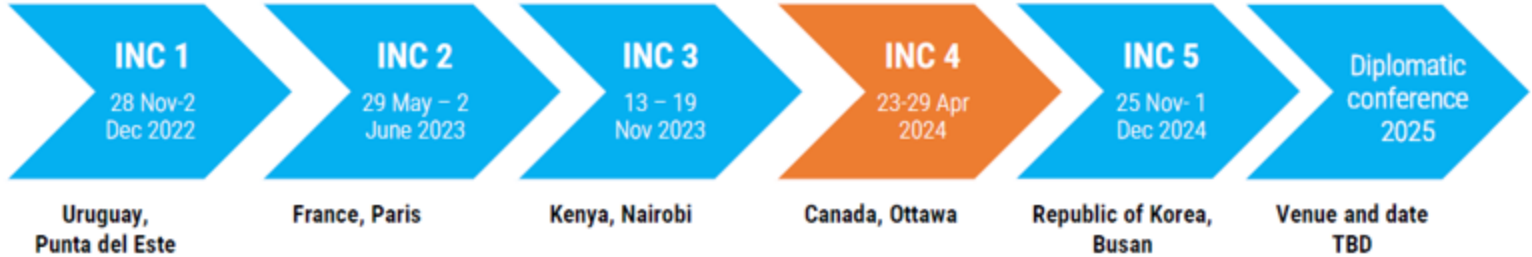 INC 1
28 Nov-2
Dec 2022
INC 2
29 May – 2
June 2023
INC 3
13 – 19
Nov 2023
INC 4
23-29 Apr
2024
INC 5
25 Nov- 1
Dec 2024
Diplomatic
conference
2025
Uruguay,
Punta del Este
France, Paris
Kenya, Nairobi
Canada, Ottawa
Republic of Korea,
Busan
Venue and date
TBD